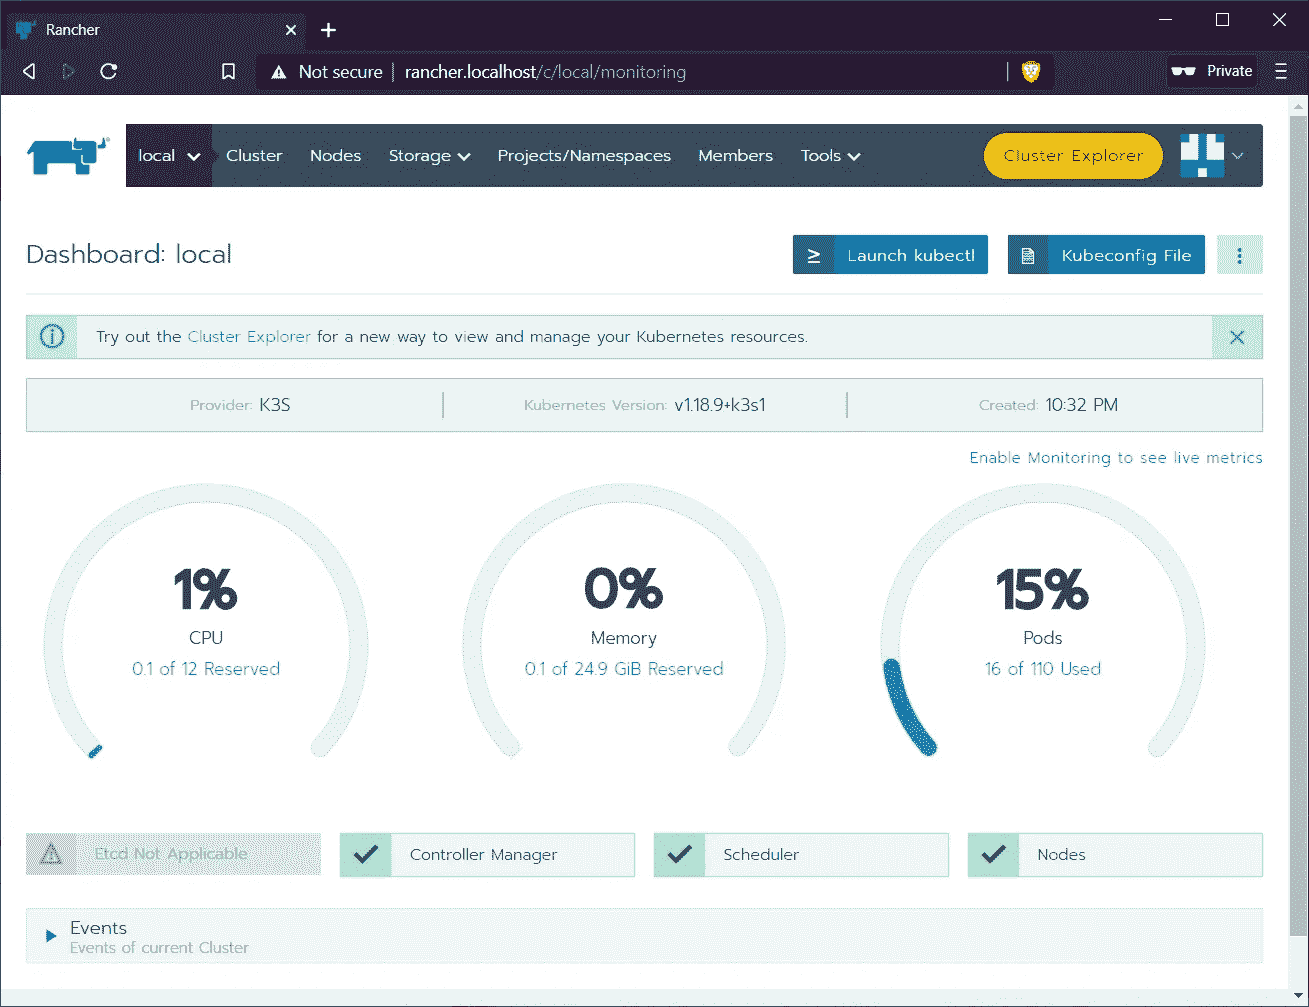 Rancher
Not secure rancher.localhost/c/local/monitoring Private
local Cluster Nodes Storage Projects/Namespaces Members Tools Cluster Explorer
Dashboard: local Launch kubectl Kubeconfig File
Try out the Cluster Explorer for a new way to view and manage your Kubernetes resources.
Provider: K3S Kubernetes Version: v1.18.9+k3s1 Created: 10:32 PM
Enable Monitoring to see live metrics
1%
CPU
0.1 of 12 Reserved
0%
Memory
0.1 of 24.9 GiB Reserved
15%
Pods
16 of 110 Used
Etcd Not Applicable Controller Manager Scheduler Nodes
Events
Events of current Cluster